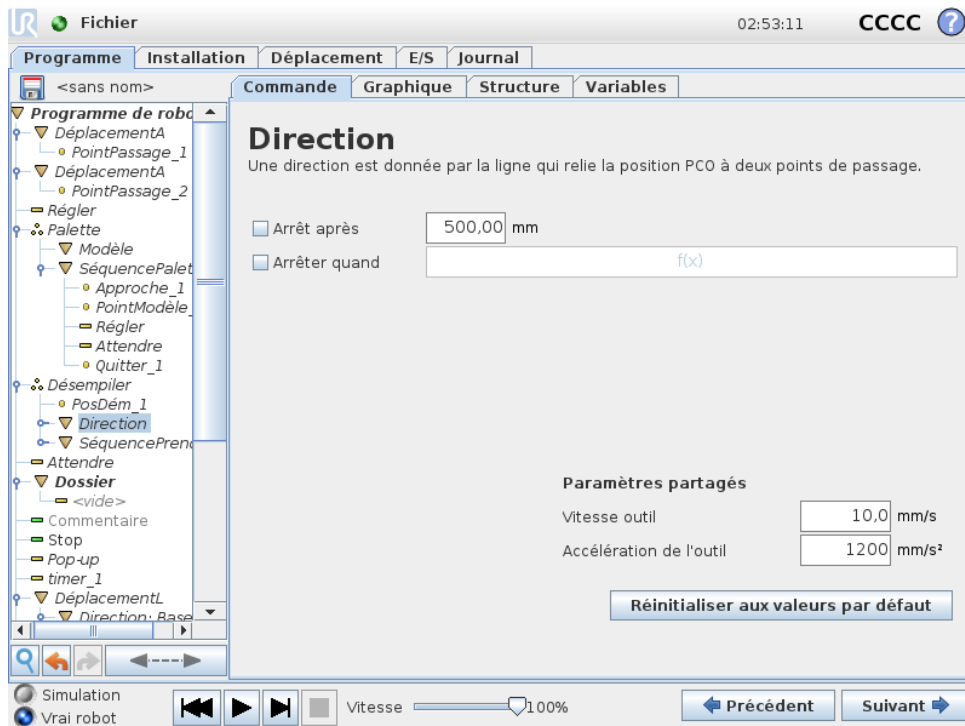 UR Fichier 02:53:11 CCCC ?
Programme Installation Déplacement E/S Journal
<sans nom>
Commande Graphique Structure Variables
Programme de robo
DéplacementA
PointPassage_1
DéplacementA
PointPassage_2
Régler
Palette
Modèle
SéquencePalet
Approche_1
PointModèle_
Régler
Attendre
Quitter_1
Désempiler
PosDém_1
Direction
SéquencePrend
Attendre
Dossier
<vide>
Commentaire
Stop
Pop-up
timer_1
DéplacementL
Direction: Base
Direction
Une direction est donnée par la ligne qui relie la position PCO à deux points de passage.
Arrêt après 500,00 mm
Arrêter quand f(x)
Paramètres partagés
Vitesse outil 10,0 mm/s
Accélération de l'outil 1200 mm/s²
Réinitialiser aux valeurs par défaut
Simulation
Vrai robot
Vitesse 100%
Précédent Suivant